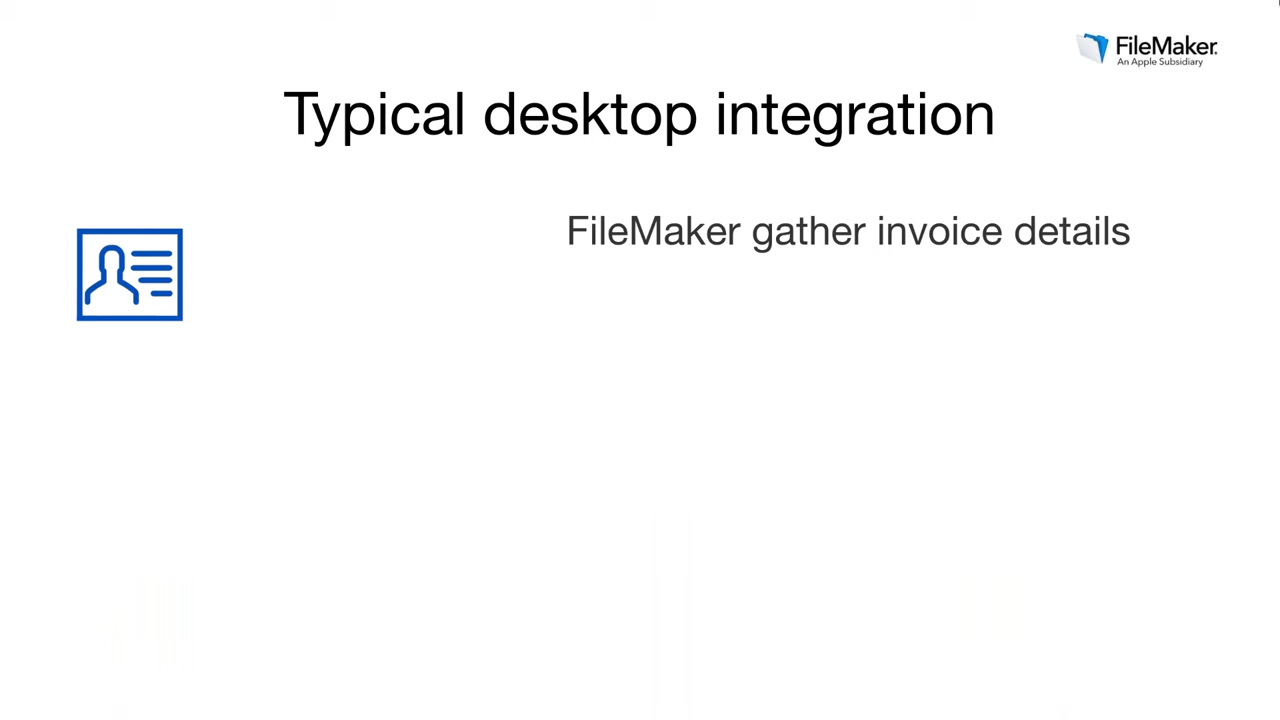 FileMaker.
An Apple Subsidiary
Typical desktop integration
FileMaker gather invoice details